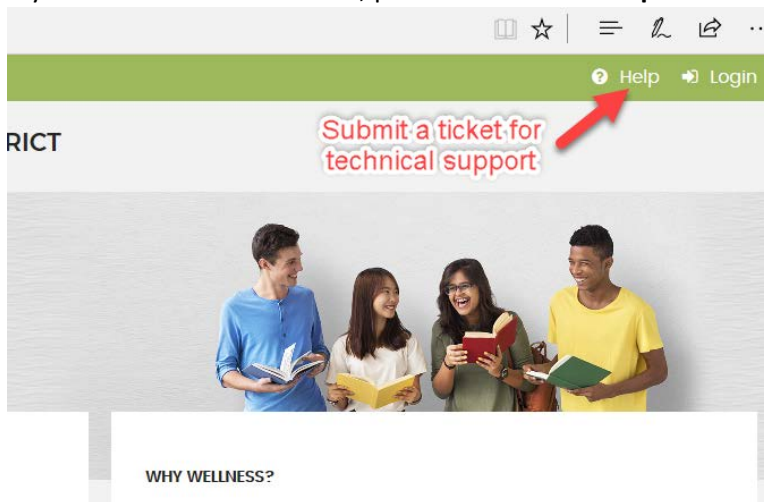 Help Login
RICT
Submit a ticket for
technical support
WHY WELLNESS?